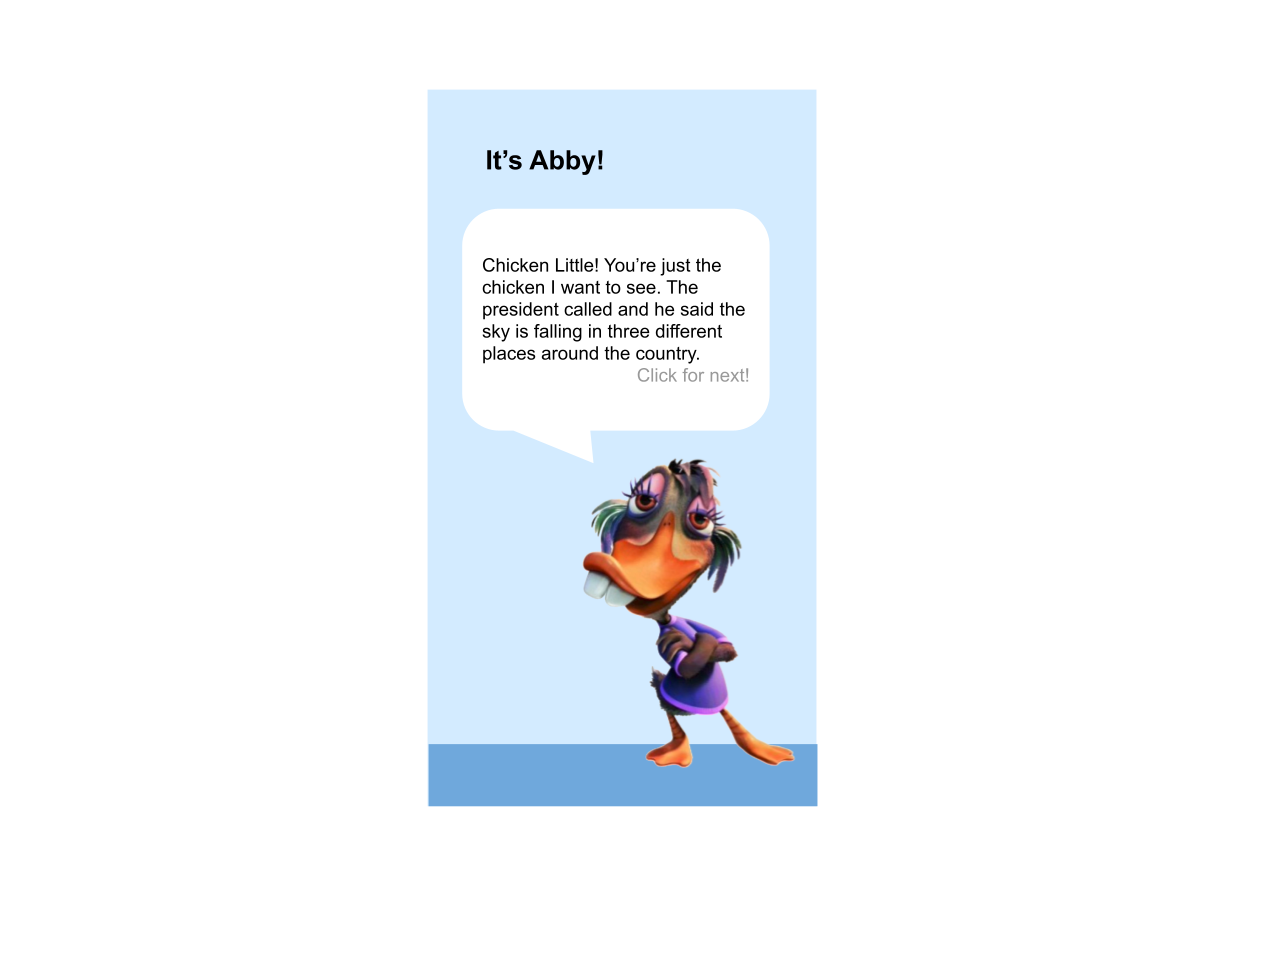 It’s Abby!
Chicken Little! You’re just the
chicken I want to see. The
president called and he said the
sky is falling in three different
places around the country.
Click for next!